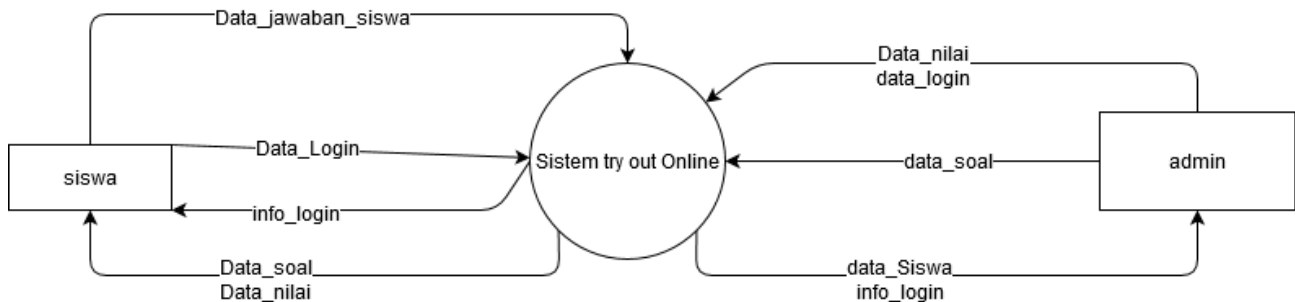 Data_jawaban_siswa
Data_nilai
data_login
Data_Login
Sistem try out Online
data_soal
admin
siswa
info_login
Data_soal
Data_nilai
data_Siswa
info_login